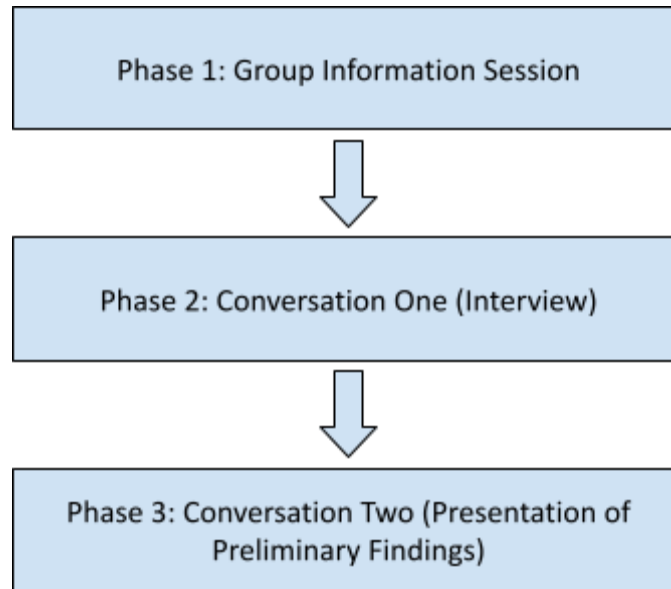 Phase 1: Group Information Session
Phase 2: Conversation One (Interview)
Phase 3: Conversation Two (Presentation of
Preliminary Findings)